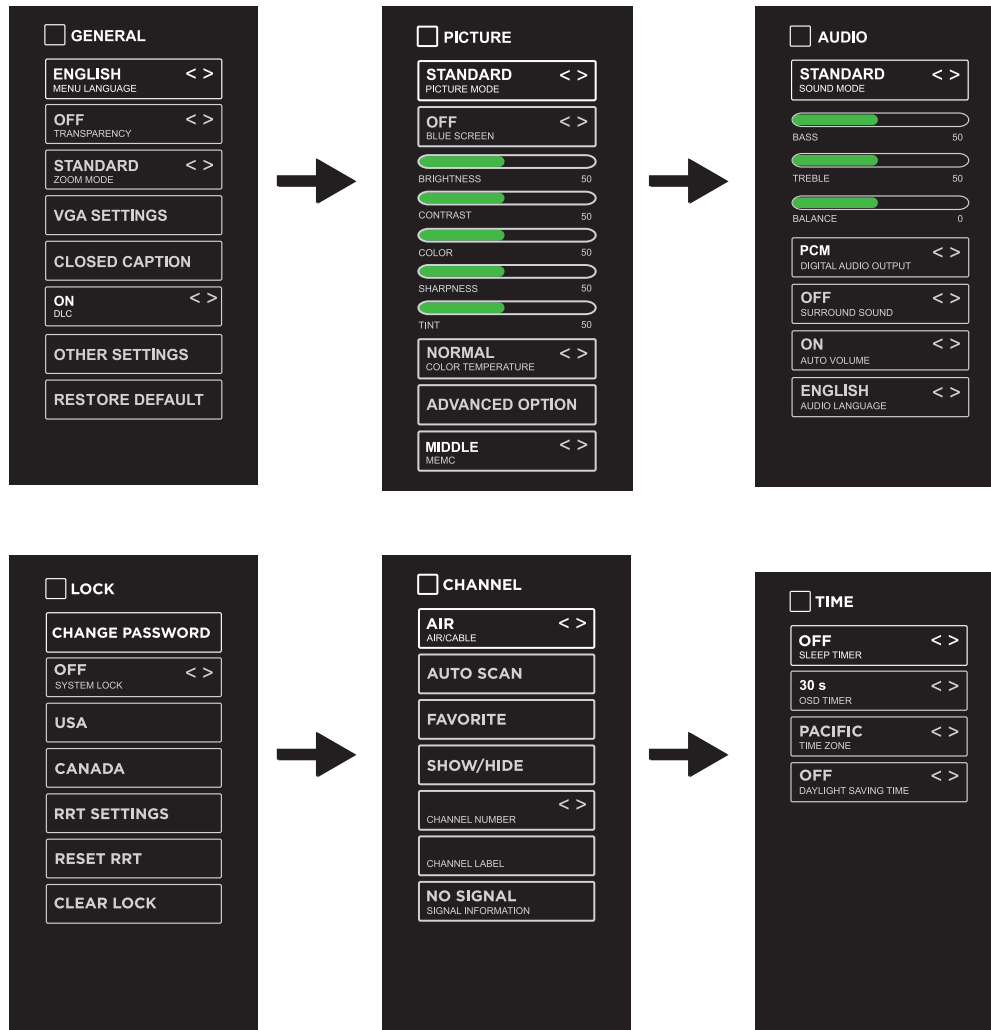 GENERAL
ENGLISH < >
MENU LANGUAGE
OFF < >
TRANSPARENCY
STANDARD < >
ZOOM MODE
VGA SETTINGS
CLOSED CAPTION
ON < >
DLC
OTHER SETTINGS
RESTORE DEFAULT
PICTURE
STANDARD < >
PICTURE MODE
OFF < >
BLUE SCREEN
BRIGHTNESS 50
CONTRAST 50
COLOR 50
SHARPNESS 50
TINT 50
NORMAL < >
COLOR TEMPERATURE
ADVANCED OPTION
MIDDLE < >
MEMC
AUDIO
STANDARD < >
SOUND MODE
BASS 50
TREBLE 50
BALANCE 0
PCM < >
DIGITAL AUDIO OUTPUT
OFF < >
SURROUND SOUND
ON < >
AUTO VOLUME
ENGLISH < >
AUDIO LANGUAGE
LOCK
CHANGE PASSWORD
OFF < >
SYSTEM LOCK
USA
CANADA
RRT SETTINGS
RESET RRT
CLEAR LOCK
CHANNEL
AIR < >
AIR/CABLE
AUTO SCAN
FAVORITE
SHOW/HIDE
< >
CHANNEL NUMBER
CHANNEL LABEL
NO SIGNAL
SIGNAL INFORMATION
TIME
OFF < >
SLEEP TIMER
30 s < >
OSD TIMER
PACIFIC < >
TIME ZONE
OFF < >
DAYLIGHT SAVING TIME